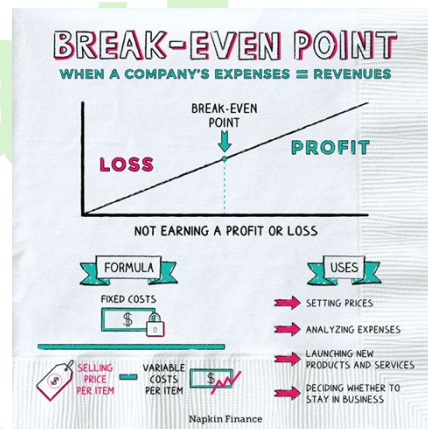 BREAK-EVEN POINT
WHEN A COMPANY'S EXPENSES = REVENUES
BREAK-EVEN
POINT
LOSS
PROFIT
NOT EARNING A PROFIT OR LOSS
FORMULA
FIXED COSTS
$
SELLING
PRICE
PER ITEM
-
VARIABLE
COSTS
PER ITEM
$
$
USES
SETTING PRICES
ANALYZING EXPENSES
LAUNCHING NEW
PRODUCTS AND SERVICES
DECIDING WHETHER TO
STAY IN BUSINESS
Napkin Finance